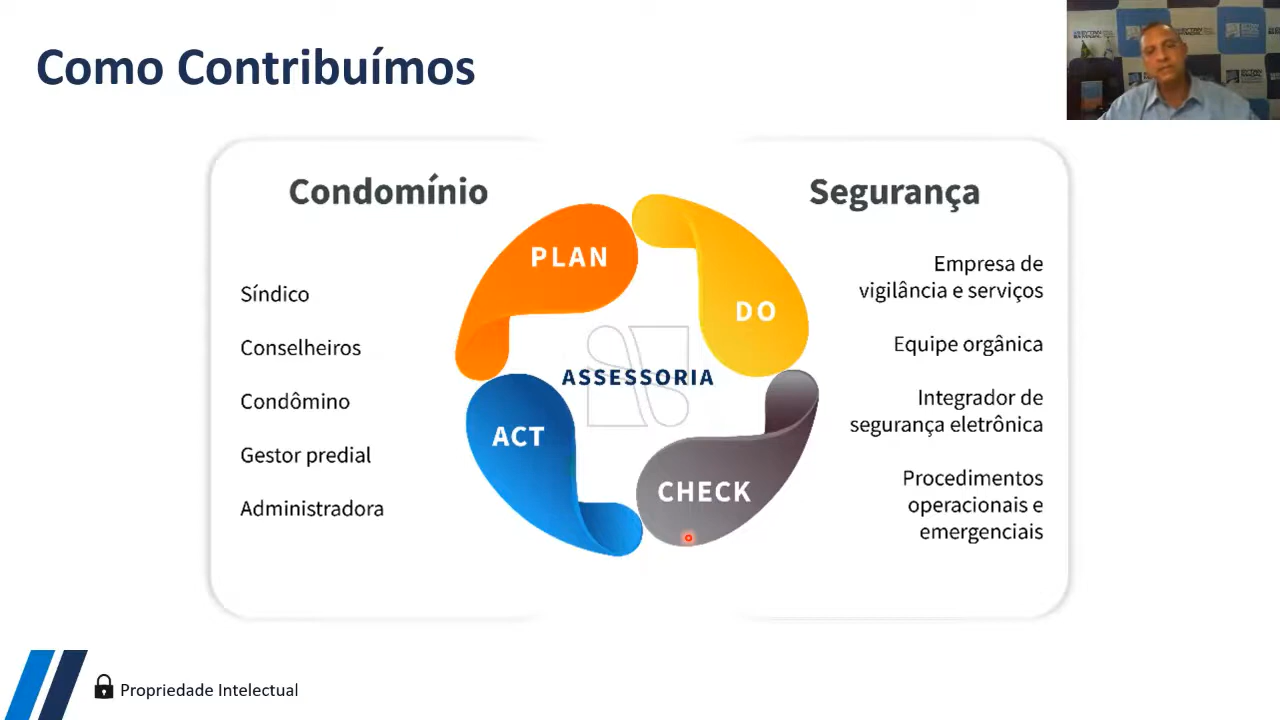 Como Contribuímos
Condomínio
Síndico
Conselheiros
Condômino
Gestor predial
Administradora
PLAN
DO
ASSESSORIA
ACT
CHECK
Segurança
Empresa de
vigilância e serviços
Equipe orgânica
Integrador de
segurança eletrônica
Procedimentos
operacionais e
emergenciais
Propriedade Intelectual